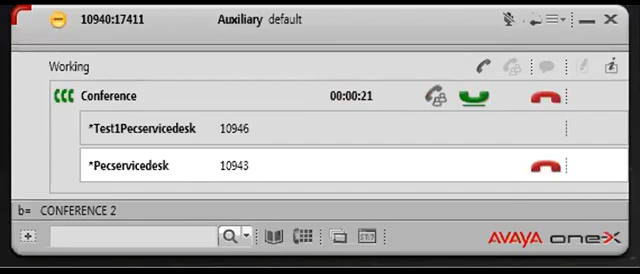 10940:17411 Auxiliary default
Working
Conference 00:00:21
*Test1Pecservicedesk 10946
*Pecservicedesk 10943
b= CONFERENCE 2
AVAYA one-X